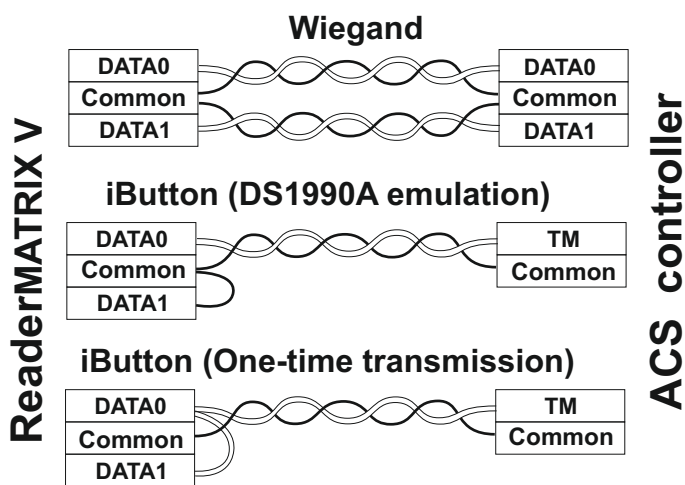 Wiegand
DATA0
Common
DATA1
DATA0
Common
DATA1
iButton (DS1990A emulation)
DATA0
Common
DATA1
TM
Common
iButton (One-time transmission)
DATA0
Common
DATA1
TM
Common
ReaderMATRIX V
ACS controller